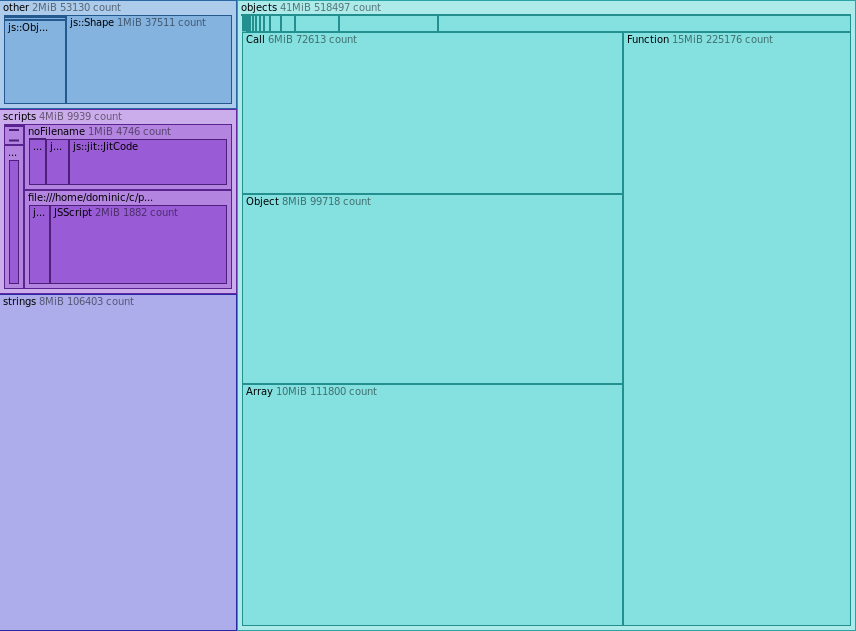 other 2MiB 53130 count
js::Obj...
js::Shape 1MiB 37511 count
scripts 4MiB 9939 count
noFilename 1MiB 4746 count
...
j...
js::jit::JitCode
...
file:///home/dominic/c/p...
j...
JSScript 2MiB 1882 count
strings 8MiB 106403 count
objects 41MiB 518497 count
Call 6MiB 72613 count
Function 15MiB 225176 count
Object 8MiB 99718 count
Array 10MiB 111800 count